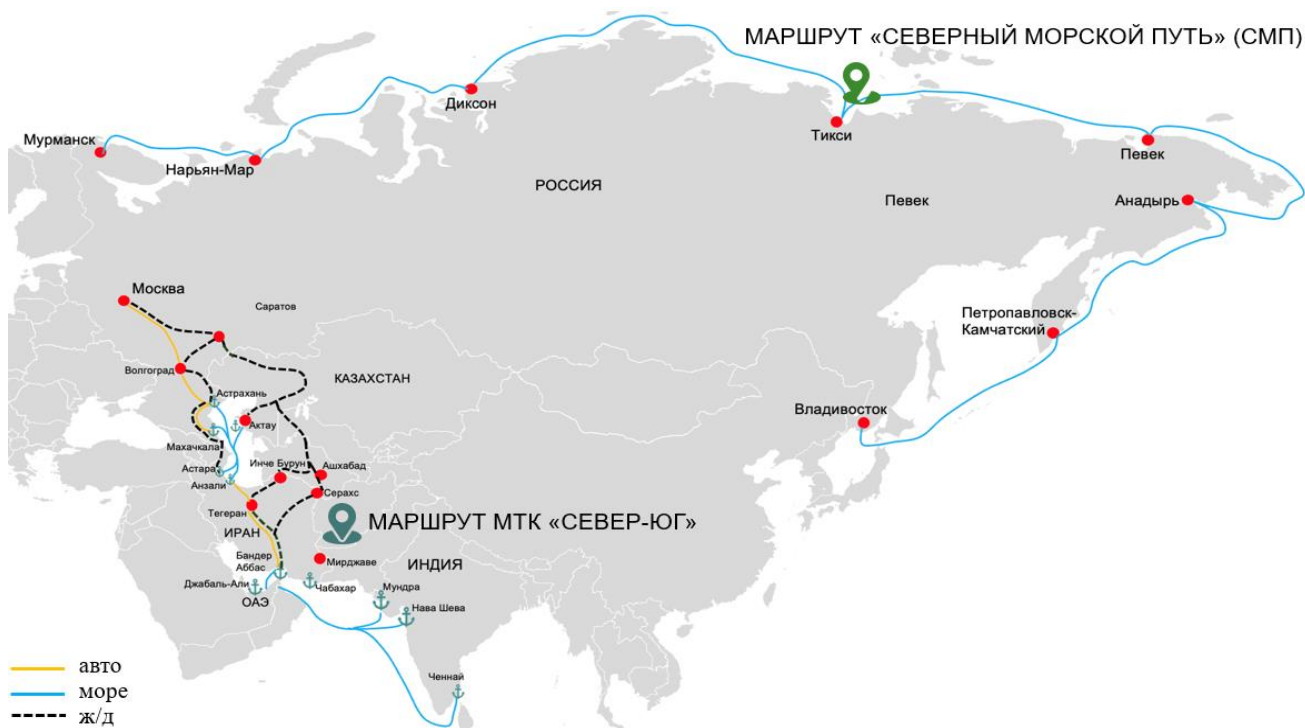 МАРШРУТ «СЕВЕРНЫЙ МОРСКОЙ ПУТЬ» (СМП)
Диксон
Тикси
Мурманск
Нарьян-Мар
Певек
РОССИЯ
Певек
Анадырь
Москва
Саратов
Петропавловск-
Камчатский
Волгоград
КАЗАХСТАН
Астрахань
Владивосток
Актау
Махачкала
Астара
Инче Бурун
Ашхабад
Анзали
Серахс
Тегеран
МАРШРУТ МТК «СЕВЕР-ЮГ»
ИРАН
Бандер
Аббас
Мирджаве
ИНДИЯ
Джабаль-Али
Чабахар
Мундра
ОАЭ
Нава Шева
Ченнай
авто
море
ж/д